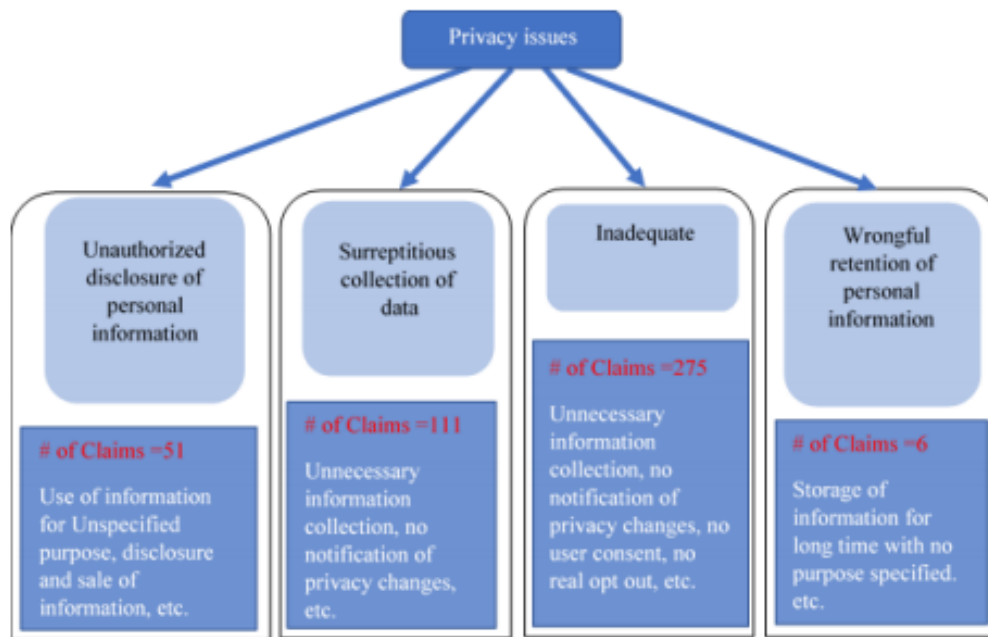 Privacy issues
Unauthorized
disclosure of
personal
information
# of Claims =51
Use of information
for Unspecified
purpose, disclosure
and sale of
information, etc.
Surreptitious
collection of
data
# of Claims =111
Unnecessary
information
collection, no
notification of
privacy changes,
etc.
Inadequate
# of Claims =275
Unnecessary
information
collection, no
notification of
privacy changes, no
user consent, no
real opt out, etc.
Wrongful
retention of
personal
information
# of Claims =6
Storage of
information for
long time with no
purpose specified.
etc.